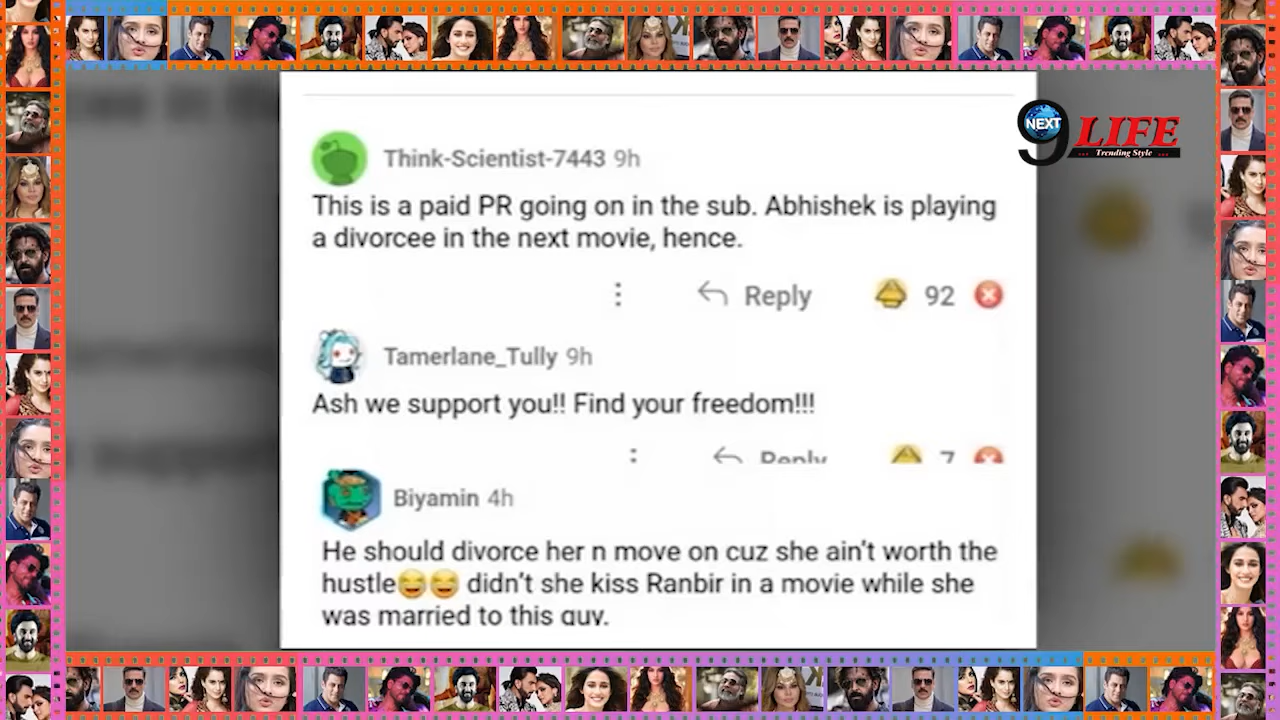 NEXT
9 LIFE
... Trending Style ...
Think-Scientist-7443 9h
This is a paid PR going on in the sub. Abhishek is playing
a divorcee in the next movie, hence.
Reply 92
Tamerlane_Tully 9h
Ash we support you!! Find your freedom!!!
Reply 7
Biyamin 4h
He should divorce her n move on cuz she ain't worth the
hustle😆😆 didn't she kiss Ranbir in a movie while she
was married to this guy.